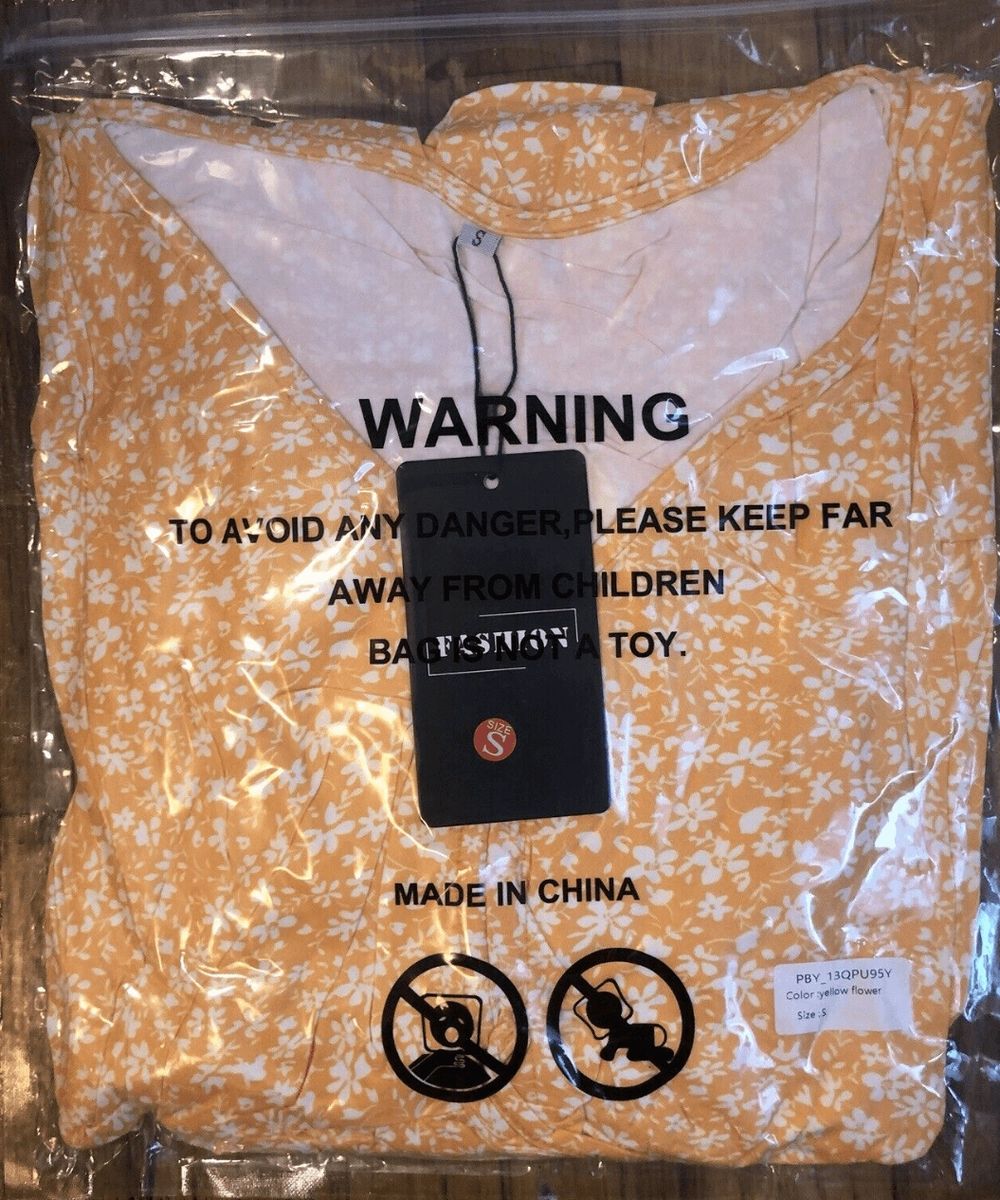 S
WARNING
TO AVOID ANY DANGER,PLEASE KEEP FAR
AWAY FROM CHILDREN
BAG IS NOT A TOY.
FASHION
SIZE
S
MADE IN CHINA
PBY_13QPU95Y
Color :yellow flower
Size :S